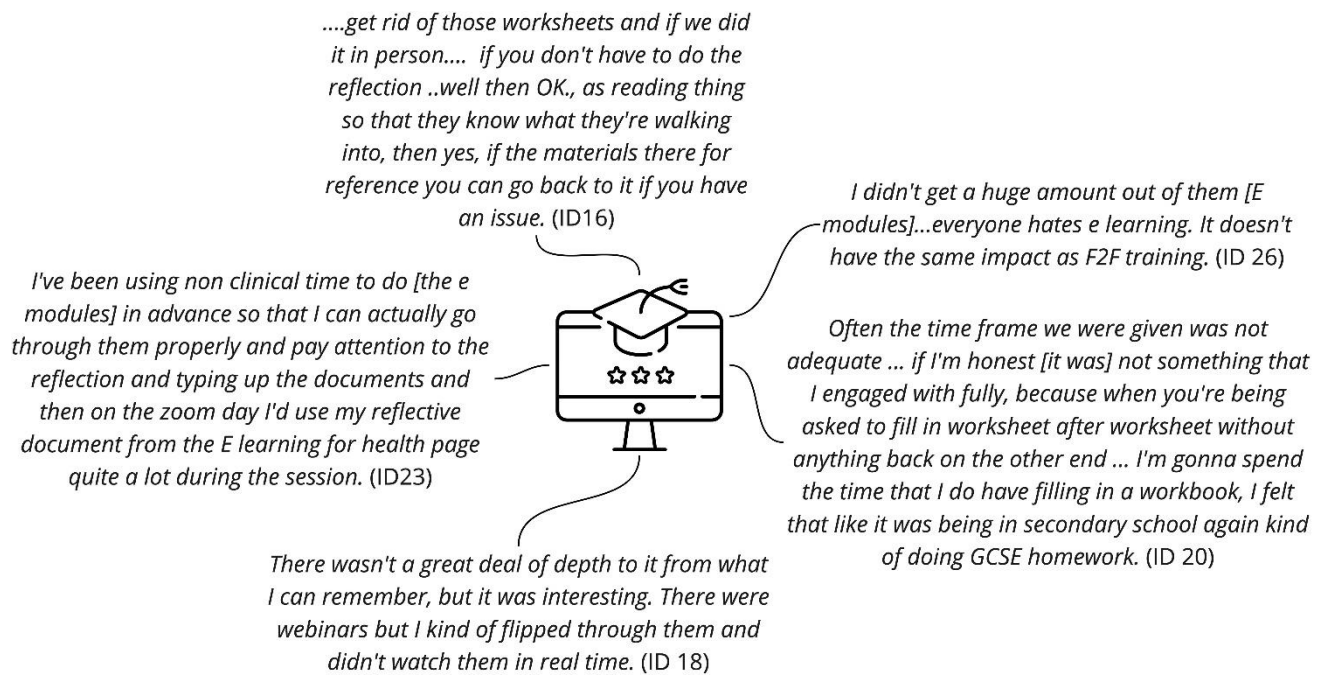 ....get rid of those worksheets and if we did
it in person.... if you don't have to do the
reflection ..well then OK., as reading thing
so that they know what they're walking
into, then yes, if the materials there for
reference you can go back to it if you have
an issue. (ID16)
I didn't get a huge amount out of them [E
modules]...everyone hates e learning. It doesn't
have the same impact as F2F training. (ID 26)
I've been using non clinical time to do [the e
modules] in advance so that I can actually go
through them properly and pay attention to the
reflection and typing up the documents and
then on the zoom day I'd use my reflective
document from the E learning for health page
quite a lot during the session. (ID23)
Often the time frame we were given was not
adequate ... if I'm honest [it was] not something that
I engaged with fully, because when you're being
asked to fill in worksheet after worksheet without
anything back on the other end ... I'm gonna spend
the time that I do have filling in a workbook, I felt
that like it was being in secondary school again kind
of doing GCSE homework. (ID 20)
There wasn't a great deal of depth to it from what
I can remember, but it was interesting. There were
webinars but I kind of flipped through them and
didn't watch them in real time. (ID 18)